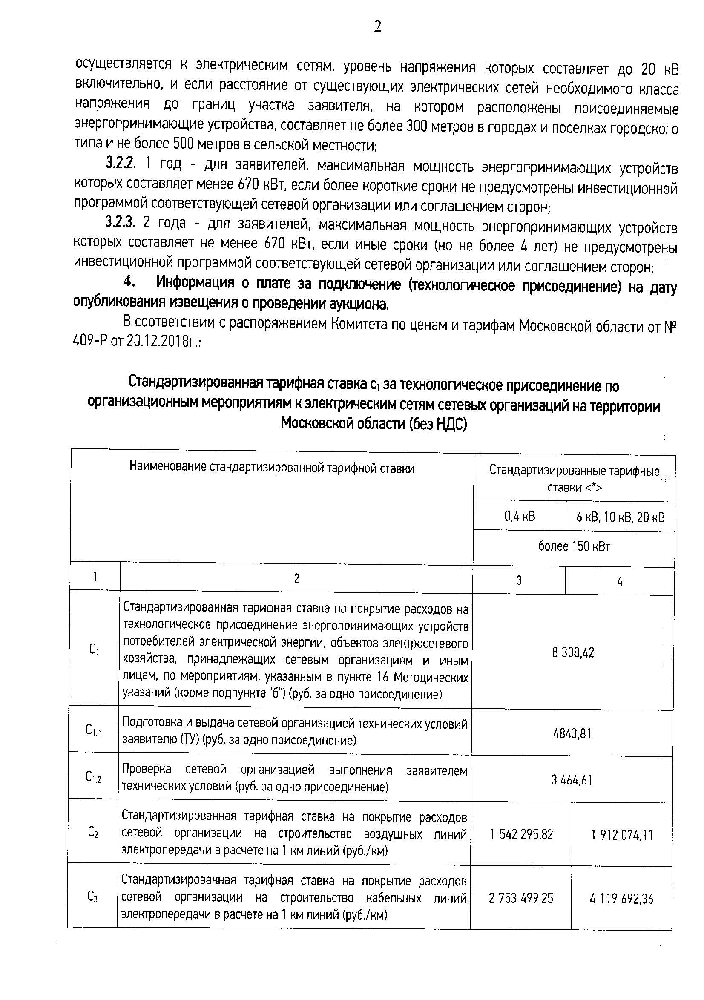 2
осуществляется к электрическим сетям, уровень напряжения которых составляет до 20 кВ
включительно, и если расстояние от существующих электрических сетей необходимого класса
напряжения до границ участка заявителя, на котором расположены присоединяемые
энергопринимающие устройства, составляет не более 300 метров в городах и поселках городского
типа и не более 500 метров в сельской местности;
3.2.2. 1 год - для заявителей, максимальная мощность энергопринимающих устройств
которых составляет менее 670 кВт, если более короткие сроки не предусмотрены инвестиционной
программой соответствующей сетевой организации или соглашением сторон;
3.2.3. 2 года - для заявителей, максимальная мощность энергопринимающих устройств
которых составляет не менее 670 кВт, если иные сроки (но не более 4 лет) не предусмотрены
инвестиционной программой соответствующей сетевой организации или соглашением сторон;
4. Информация о плате за подключение (технологическое присоединение) на дату
опубликования извещения о проведении аукциона.
В соответствии с распоряжением Комитета по ценам и тарифам Московской области от №
409-Р от 20.12.2018г.:
Стандартизированная тарифная ставка с₁ за технологическое присоединение по
организационным мероприятиям к электрическим сетям сетевых организаций на территории
Московской области (без НДС)
Наименование стандартизированной тарифной ставки
Стандартизированные тарифные
ставки <*>
0,4 кВ
6 кВ, 10 кВ, 20 кВ
более 150 кВт
1
2
3
4
С₁
Стандартизированная тарифная ставка на покрытие расходов на
технологическое присоединение энергопринимающих устройств
потребителей электрической энергии, объектов электросетевого
хозяйства, принадлежащих сетевым организациям и иным
лицам, по мероприятиям, указанным в пункте 16 Методических
указаний (кроме подпункта "б") (руб. за одно присоединение)
8 308,42
С₁.₁
Подготовка и выдача сетевой организацией технических условий
заявителю (ТУ) (руб. за одно присоединение)
4843,81
С₁.₂
Проверка сетевой организацией выполнения заявителем
технических условий (руб. за одно присоединение)
3 464,61
С₂
Стандартизированная тарифная ставка на покрытие расходов
сетевой организации на строительство воздушных линий
электропередачи в расчете на 1 км линий (руб./км)
1 542 295,82
1 912 074,11
С₃
Стандартизированная тарифная ставка на покрытие расходов
сетевой организации на строительство кабельных линий
электропередачи в расчете на 1 км линий (руб./км)
2 753 499,25
4 119 692,36